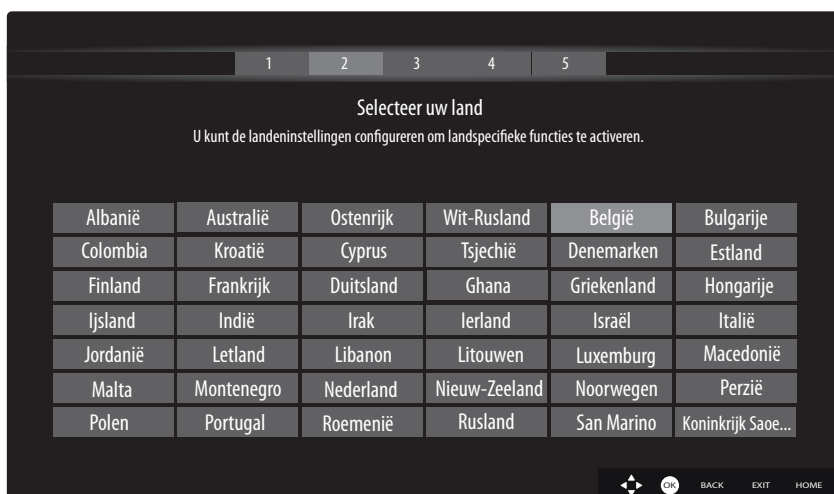 1 2 3 4 5
Selecteer uw land
U kunt de landeninstellingen configureren om landspecifieke functies te activeren.
Albanië Australië Ostenrijk Wit-Rusland België Bulgarije
Colombia Kroatië Cyprus Tsjechië Denemarken Estland
Finland Frankrijk Duitsland Ghana Griekenland Hongarije
Ijsland Indië Irak Ierland Israël Italië
Jordanië Letland Libanon Litouwen Luxemburg Macedonië
Malta Montenegro Nederland Nieuw-Zeeland Noorwegen Perzië
Polen Portugal Roemenië Rusland San Marino Koninkrijk Saoe...
OK BACK EXIT HOME